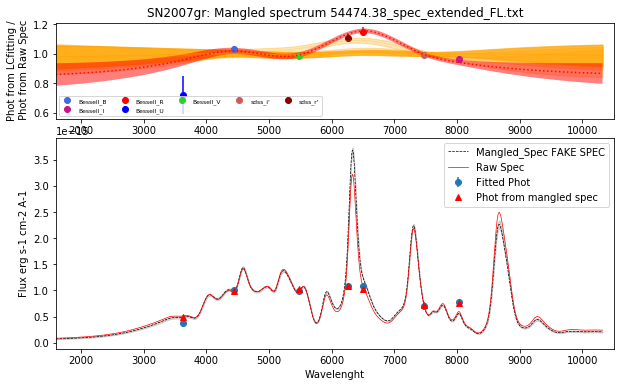 SN2007gr: Mangled spectrum 54474.38_spec_extended_FL.txt
Phot from LCfitting /
Phot from Raw Spec
1.2
1.0
0.8
0.6
Bessell_B
Bessell_R
Bessell_V
sdss_i'
sdss_r'
Bessell_I
Bessell_U
2000
3000
4000
5000
6000
7000
8000
9000
10000
Flux erg s-1 cm-2 A-1
3.5
3.0
2.5
2.0
1.5
1.0
0.5
0.0
Mangled_Spec FAKE SPEC
Raw Spec
Fitted Phot
Phot from mangled spec
2000
3000
4000
5000
6000
7000
8000
9000
10000
Wavelenght